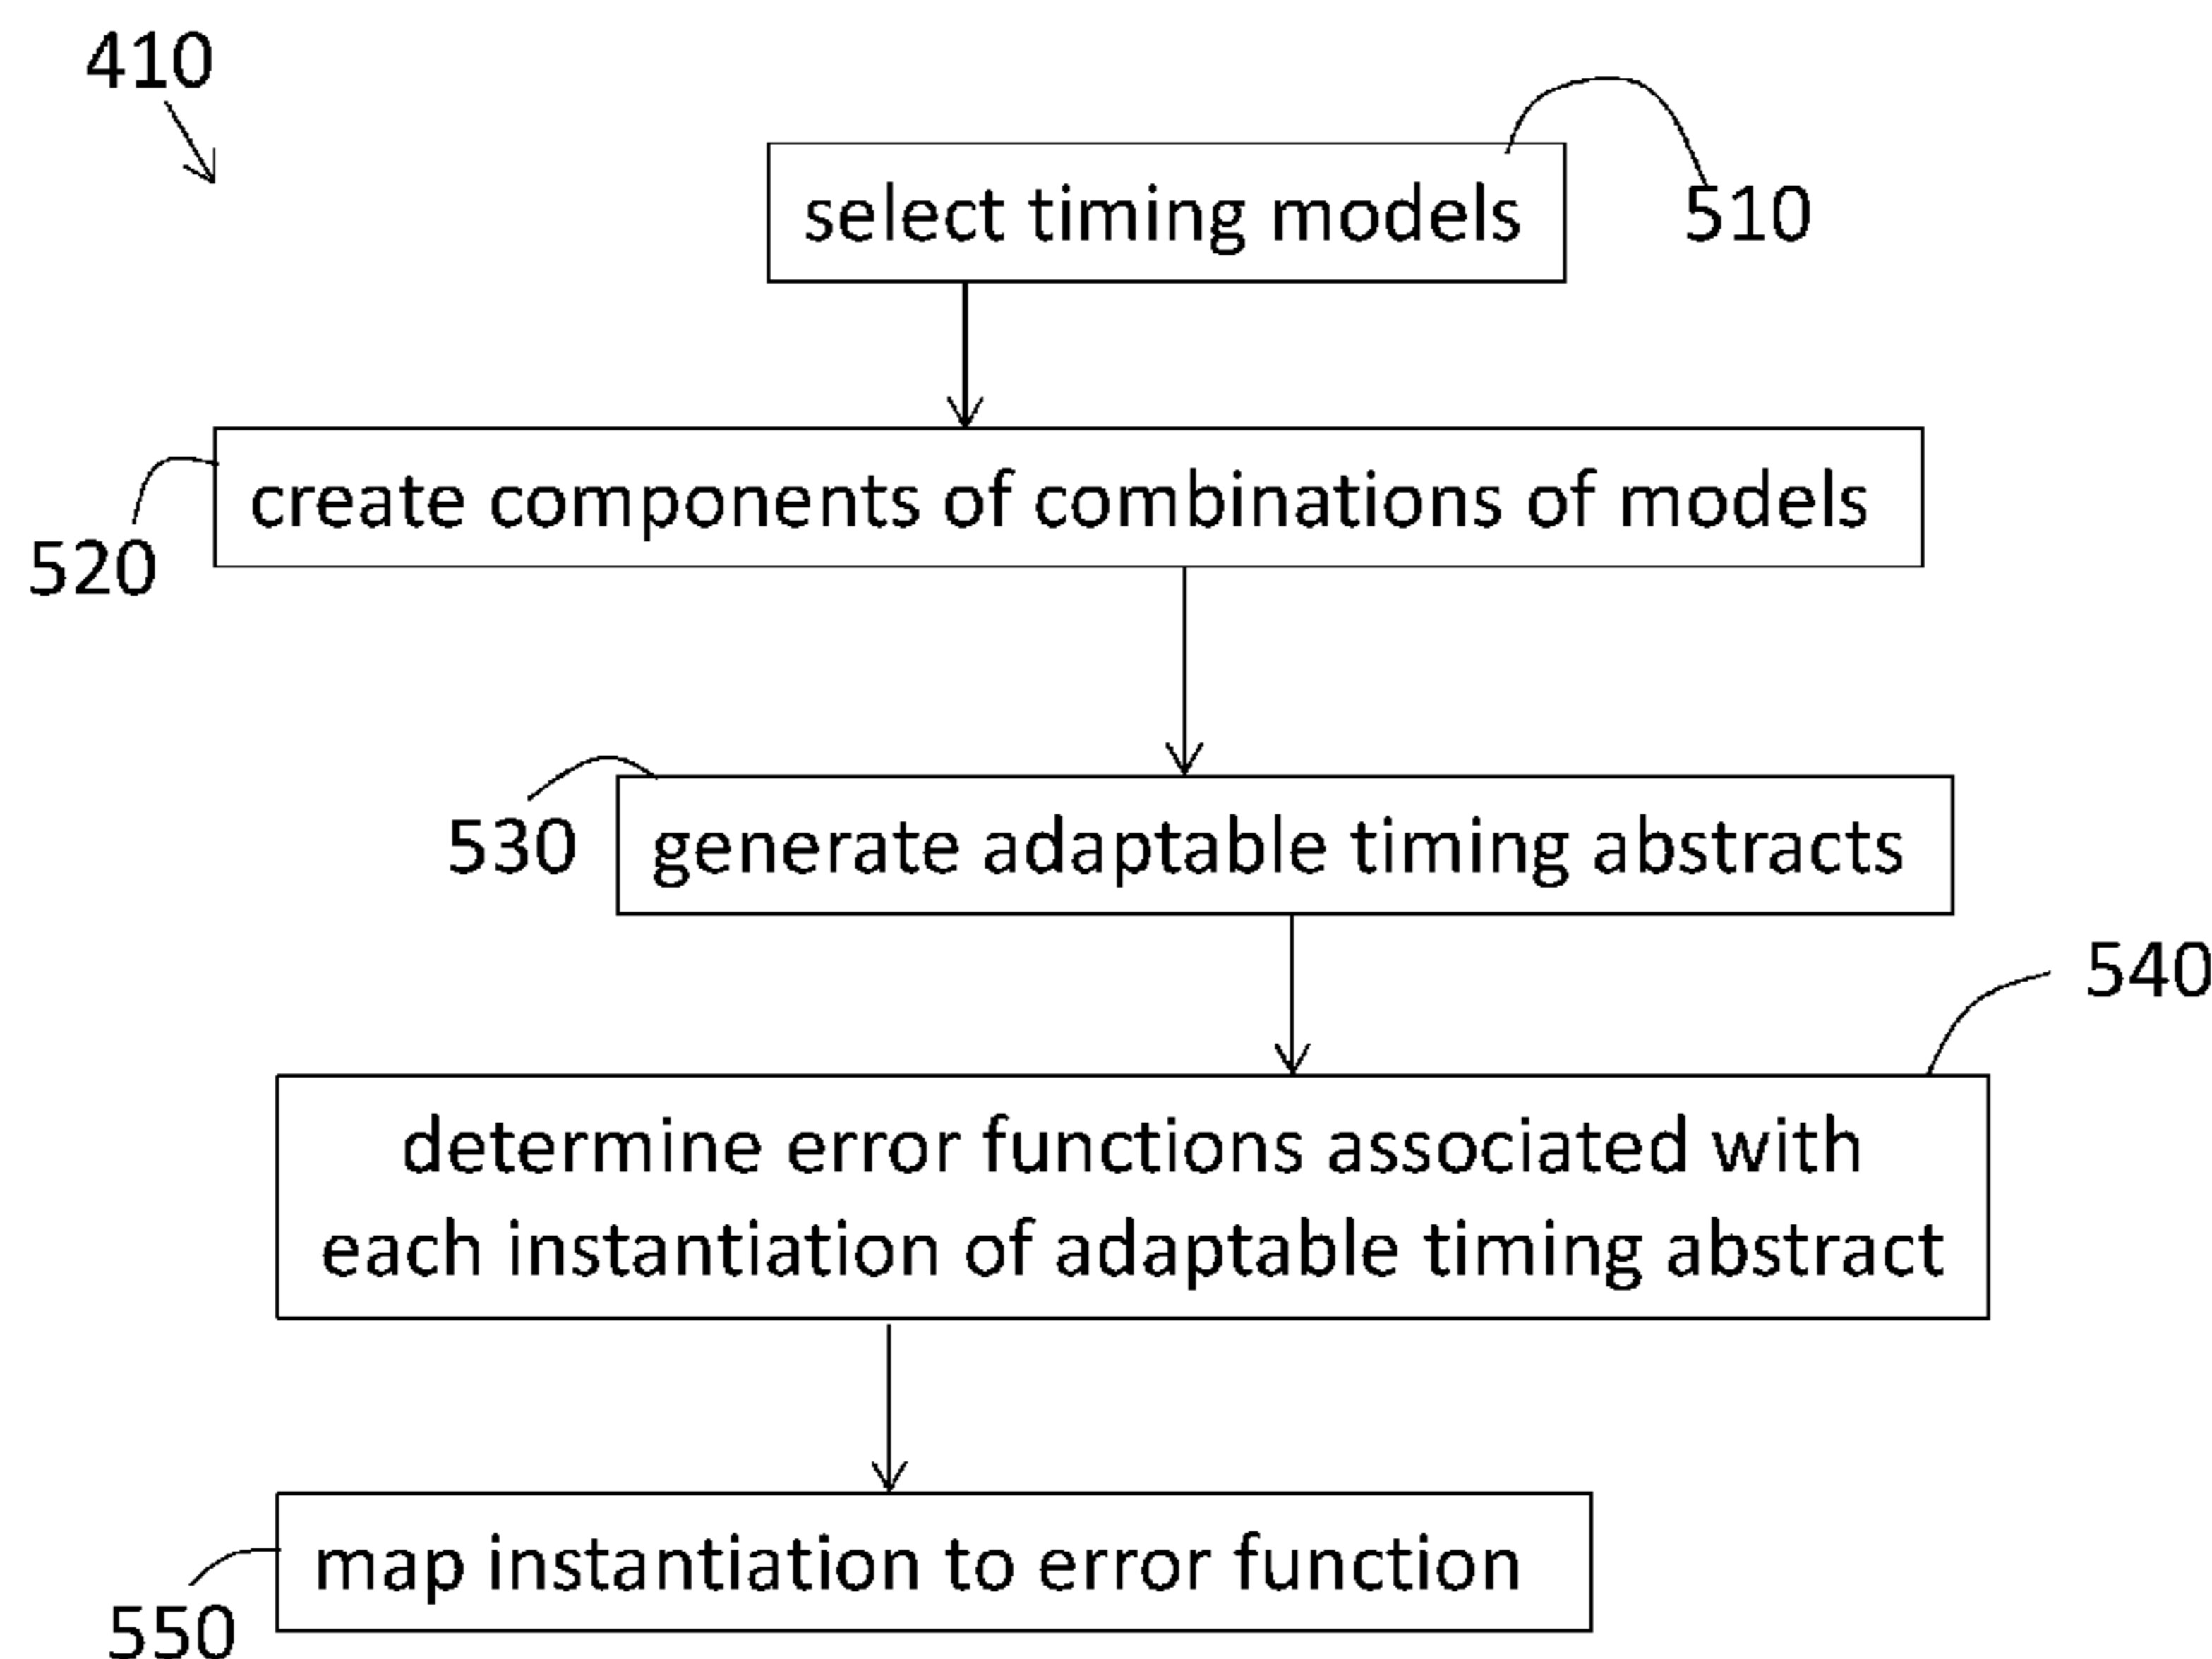 410
select timing models
510
create components of combinations of models
520
530
generate adaptable timing abstracts
540
determine error functions associated with
each instantiation of adaptable timing abstract
map instantiation to error function
550